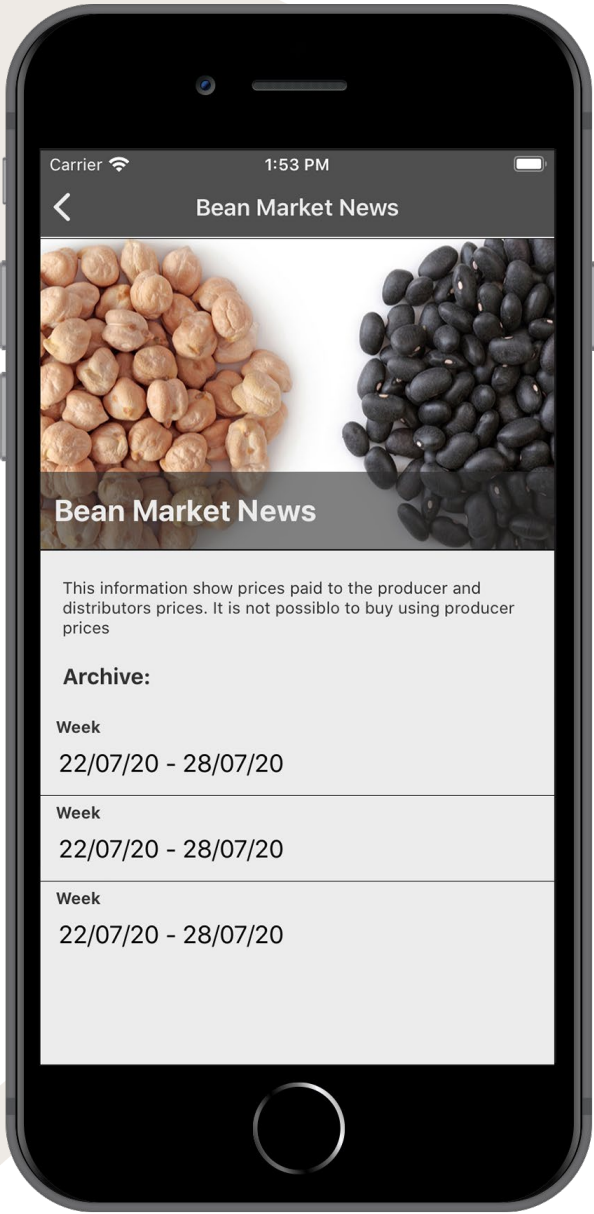 Carrier 1:53 PM
Bean Market News
Bean Market News
This information show prices paid to the producer and
distributors prices. It is not possiblo to buy using producer
prices
Archive:
Week
22/07/20 - 28/07/20
Week
22/07/20 - 28/07/20
Week
22/07/20 - 28/07/20